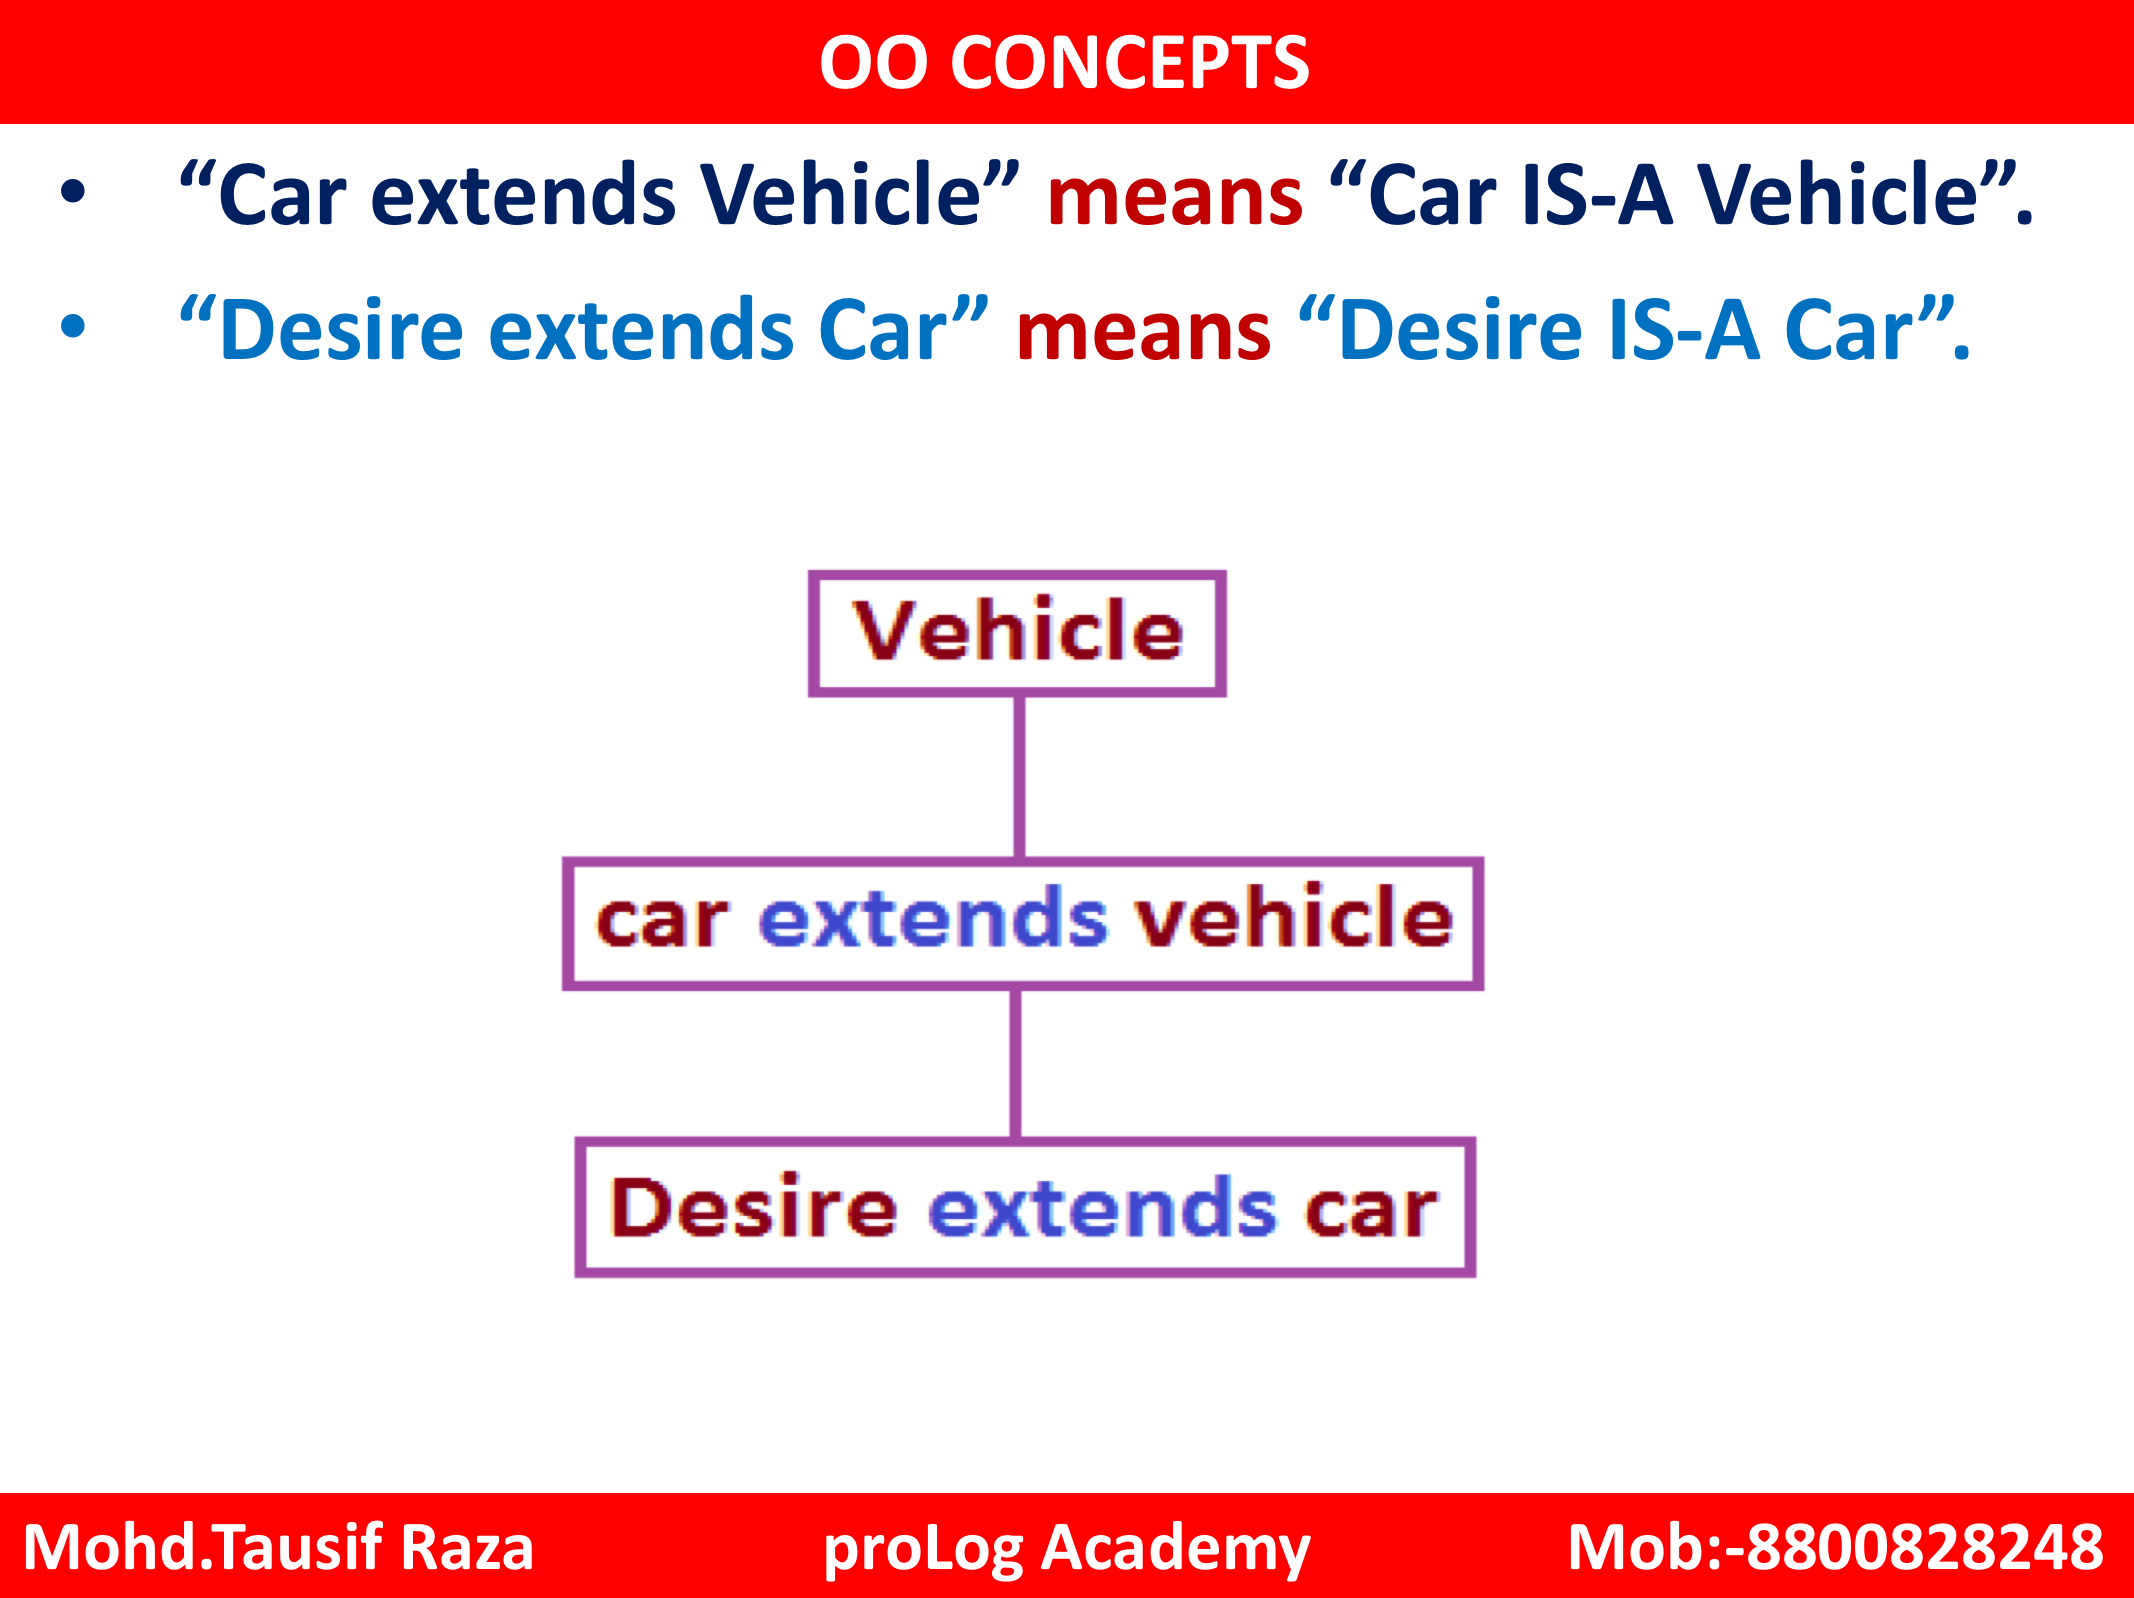 OO CONCEPTS
• “Car extends Vehicle” means “Car IS-A Vehicle”.
• “Desire extends Car” means “Desire IS-A Car”.
Vehicle
car extends vehicle
Desire extends car
Mohd.Tausif Raza proLog Academy Mob:-8800828248